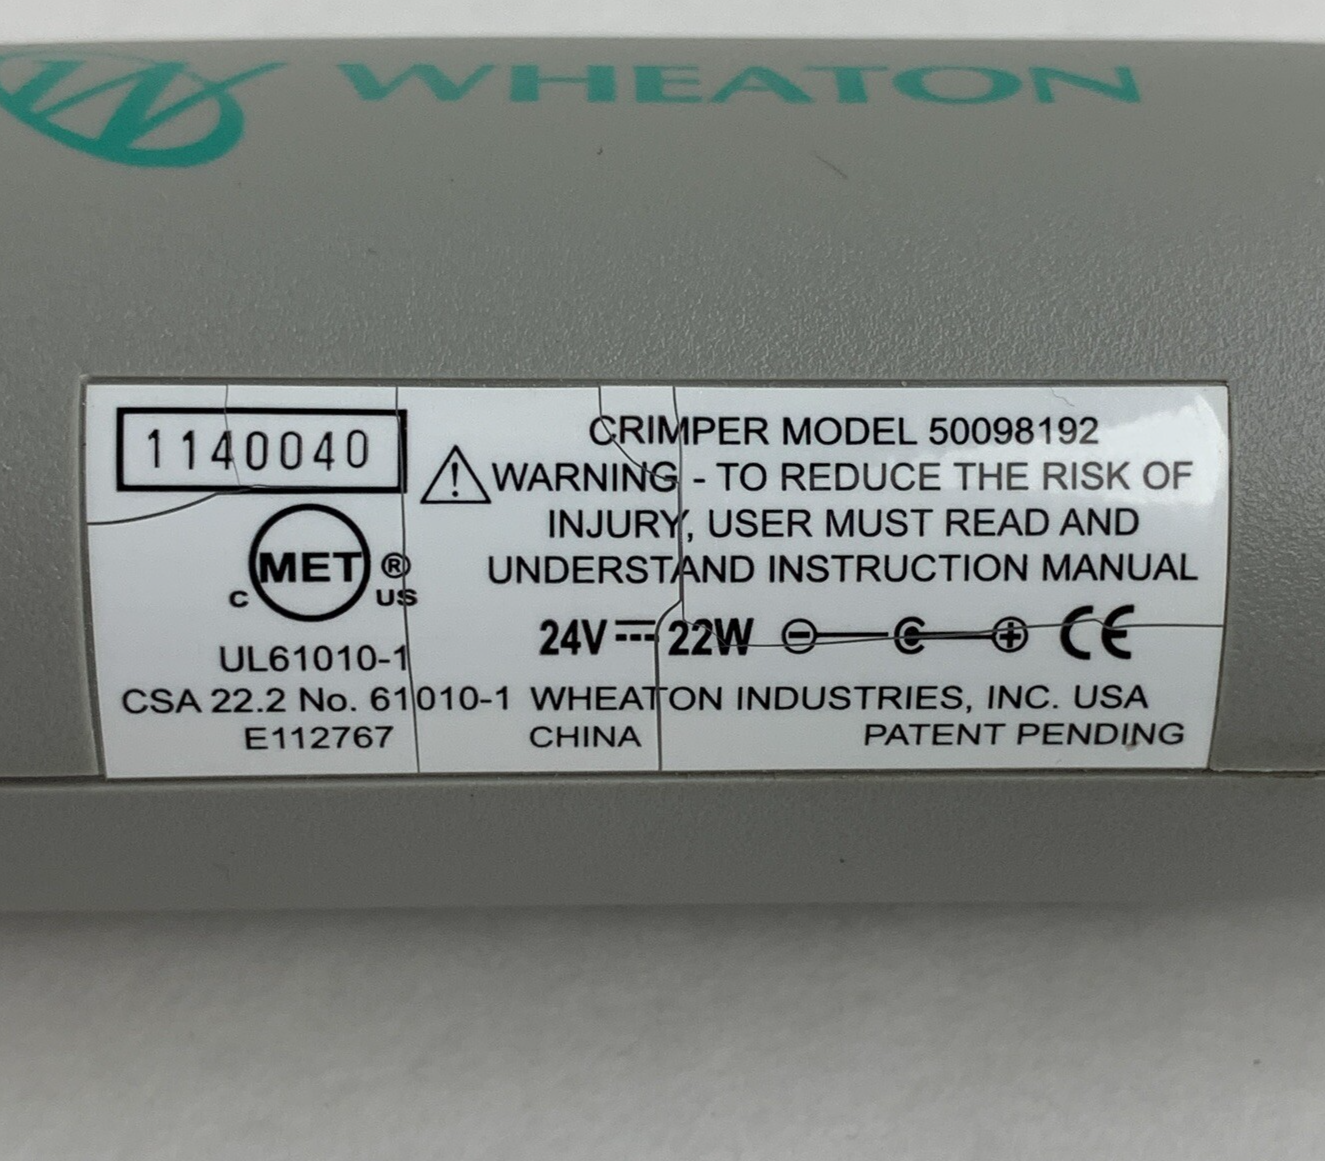 WHEATON
1140040
CRIMPER MODEL 50098192
WARNING - TO REDUCE THE RISK OF
INJURY, USER MUST READ AND
UNDERSTAND INSTRUCTION MANUAL
C MET ® US
24V 22W CE
UL61010-1
CSA 22.2 No. 61010-1
E112767
WHEATON INDUSTRIES, INC. USA
CHINA PATENT PENDING